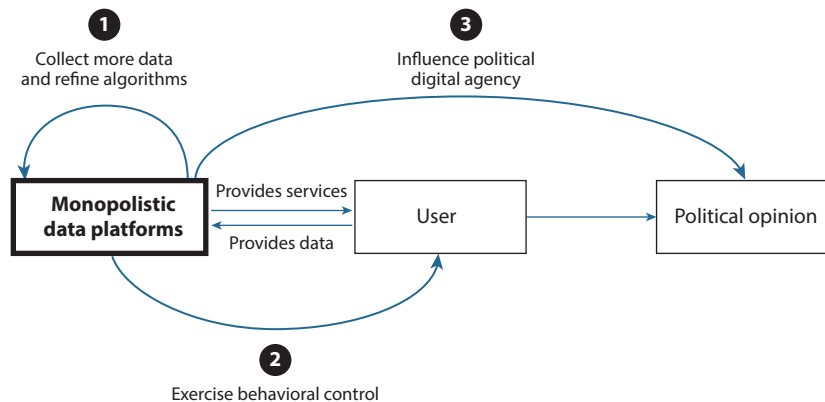 1
Collect more data
and refine algorithms
3
Influence political
digital agency
Monopolistic
data platforms
Provides services
Provides data
User
Political opinion
2
Exercise behavioral control